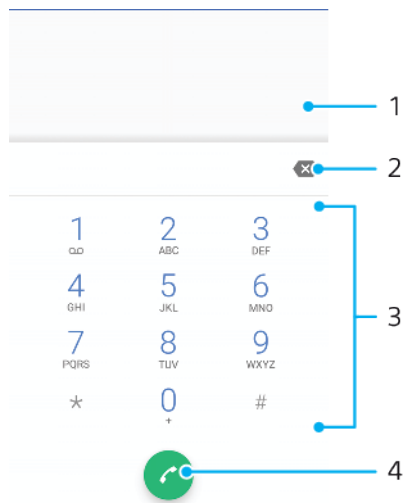 1
2
1 2 3
ABC DEF
4 5 6
GHI JKL MNO
3
7 8 9
PQRS TUV WXYZ
* 0 #
+
4